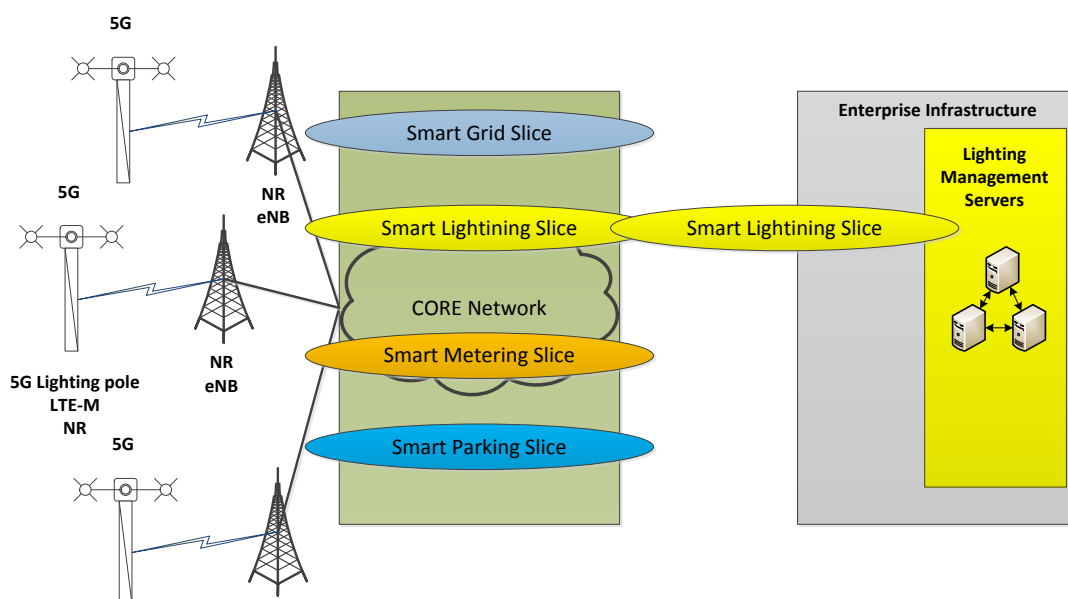 5G
NR
eNB
5G
NR
eNB
5G Lighting pole
LTE-M
NR
5G
Smart Grid Slice
Smart Lightining Slice
Smart Lightining Slice
CORE Network
Smart Metering Slice
Smart Parking Slice
Enterprise Infrastructure
Lighting
Management
Servers